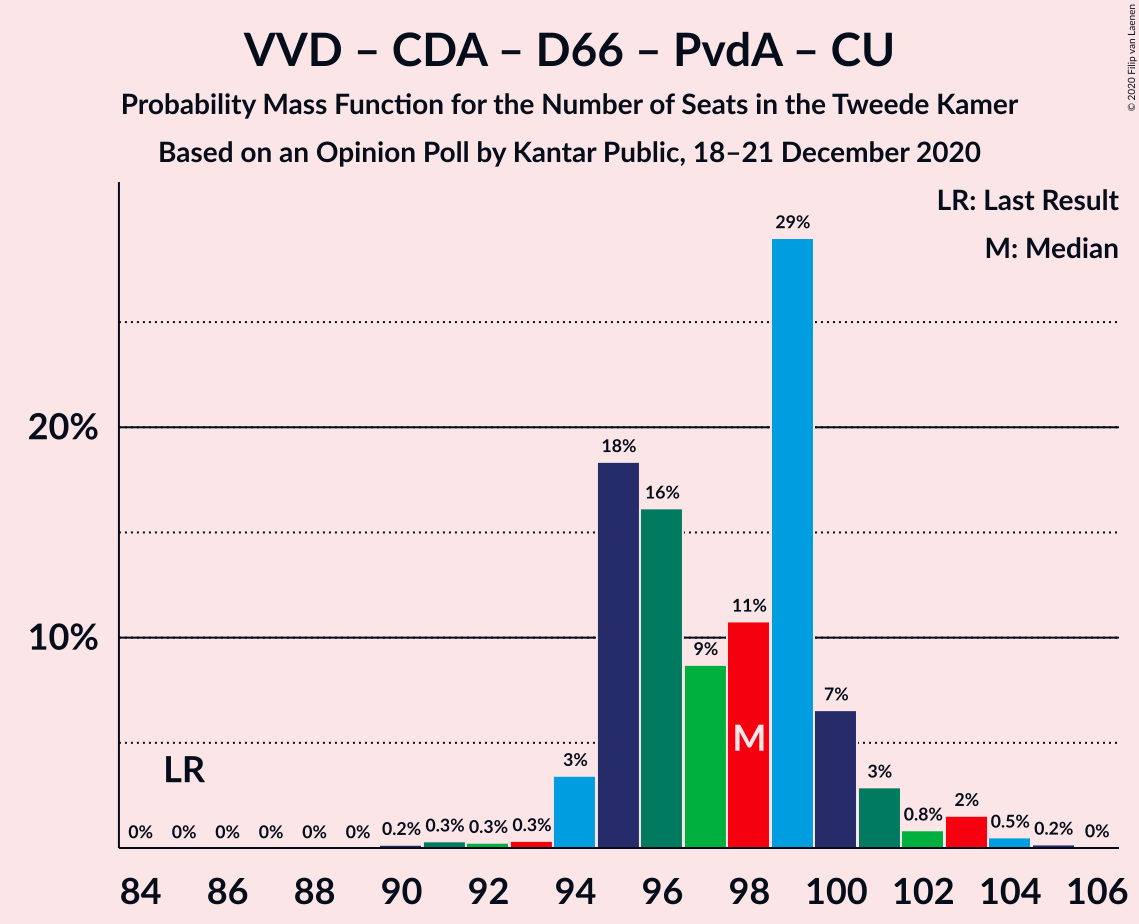 VVD – CDA – D66 – PvdA – CU
Probability Mass Function for the Number of Seats in the Tweede Kamer
Based on an Opinion Poll by Kantar Public, 18–21 December 2020
© 2020 Filip van Laenen
LR: Last Result
M: Median
29%
20%
18%
16%
11%
10%
9%
7%
M
LR
3%
3%
2%
0% 0% 0% 0% 0% 0% 0.2% 0.3% 0.3% 0.3% 0.8% 0.5% 0.2% 0%
84 86 88 90 92 94 96 98 100 102 104 106